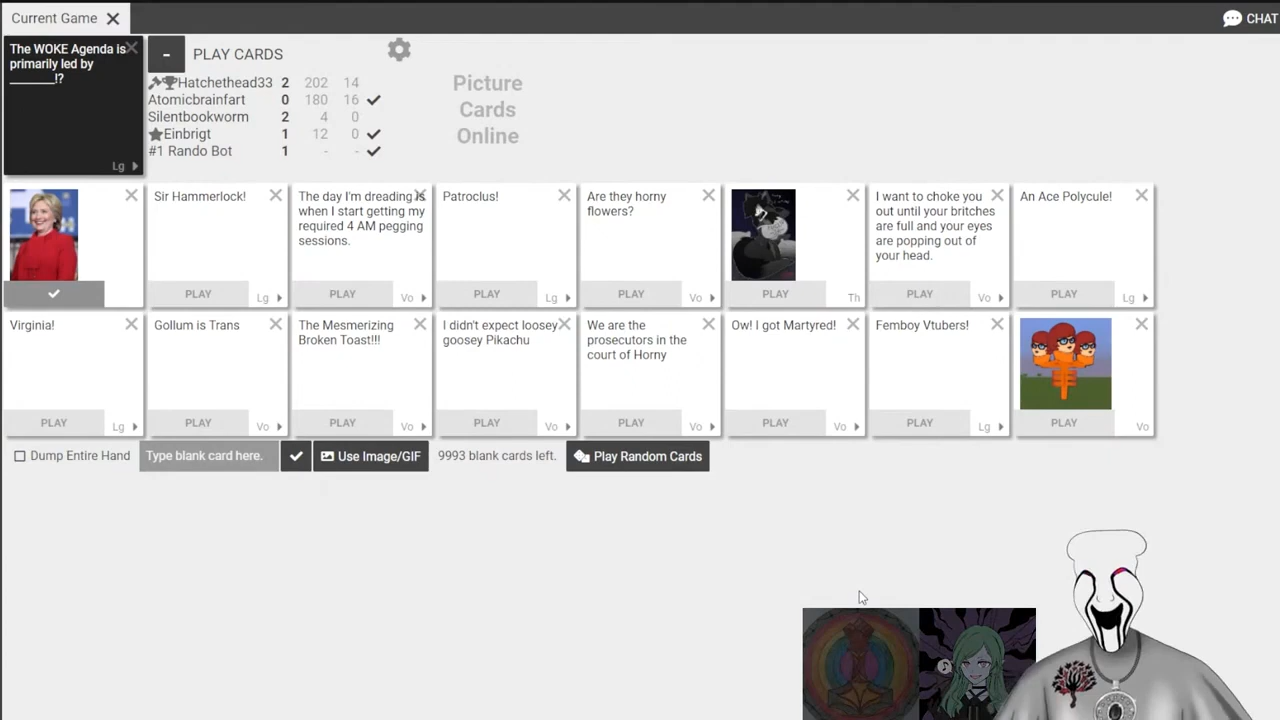 Current Game
CHAT
The WOKE Agenda is
primarily led by
______!?
Lg
-
PLAY CARDS
Hatchethead33 2 202 14
Atomicbrainfart 0 180 16
Silentbookworm 2 4 0
Einbrigt 1 12 0
#1 Rando Bot 1 - -
Picture
Cards
Online
Sir Hammerlock!
PLAY
Lg
The day I'm dreading is
when I start getting my
required 4 AM pegging
sessions.
PLAY
Vo
Patroclus!
PLAY
Lg
Are they horny
flowers?
PLAY
Vo
PLAY
Th
I want to choke you
out until your britches
are full and your eyes
are popping out of
your head.
PLAY
Vo
An Ace Polycule!
PLAY
Lg
Virginia!
PLAY
Lg
Gollum is Trans
PLAY
Vo
The Mesmerizing
Broken Toast!!!
PLAY
Vo
I didn't expect loosey
goosey Pikachu
PLAY
Vo
We are the
prosecutors in the
court of Horny
PLAY
Vo
Ow! I got Martyred!
PLAY
Vo
Femboy Vtubers!
PLAY
Lg
PLAY
Vo
Dump Entire Hand
Type blank card here.
Use Image/GIF
9993 blank cards left.
Play Random Cards